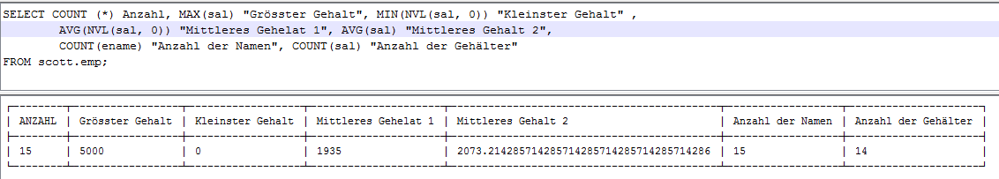 SELECT COUNT (*) Anzahl, MAX(sal) "Grösster Gehalt", MIN(NVL(sal, 0)) "Kleinster Gehalt" ,
AVG(NVL(sal, 0)) "Mittleres Gehelat 1", AVG(sal) "Mittleres Gehalt 2",
COUNT(ename) "Anzahl der Namen", COUNT(sal) "Anzahl der Gehälter"
FROM scott.emp;
ANZAHL | Grösster Gehalt | Kleinster Gehalt | Mittleres Gehelat 1 | Mittleres Gehalt 2 | Anzahl der Namen | Anzahl der Gehälter
15 | 5000 | 0 | 1935 | 2073.214285714285714285714285714285714286 | 15 | 14